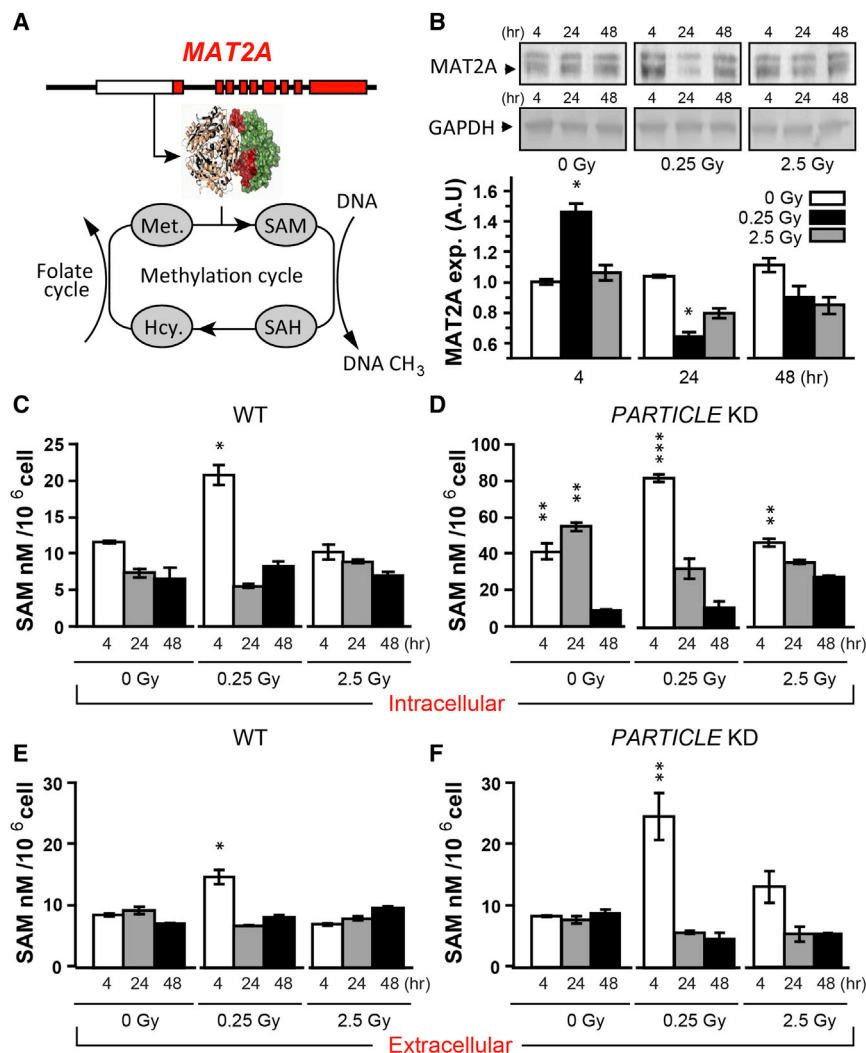 A
MAT2A
Met.
SAM
DNA
Folate
cycle
Methylation cycle
Hcy.
SAH
DNA CH₃
B
(hr) 4 24 48 4 24 48 4 24 48
MAT2A
(hr) 4 24 48 4 24 48 4 24 48
GAPDH
0 Gy 0.25 Gy 2.5 Gy
MAT2A exp. (A.U)
1.6
1.4
1.2
1.0
0.8
0.6
* *
0 Gy
0.25 Gy
2.5 Gy
4 24 48 (hr)
C
WT
SAM nM /10 ⁶ cell
25
20
15
10
5
0
*
4 24 48 4 24 48 4 24 48 (hr)
0 Gy 0.25 Gy 2.5 Gy
D
PARTICLE KD
SAM nM /10 ⁶ cell
100
80
60
40
20
0
** ** *** **
4 24 48 4 24 48 4 24 48 (hr)
0 Gy 0.25 Gy 2.5 Gy
Intracellular
E
WT
SAM nM /10 ⁶ cell
30
20
10
0
*
4 24 48 4 24 48 4 24 48 (hr)
0 Gy 0.25 Gy 2.5 Gy
F
PARTICLE KD
SAM nM /10 ⁶ cell
30
20
10
0
**
4 24 48 4 24 48 4 24 48 (hr)
0 Gy 0.25 Gy 2.5 Gy
Extracellular